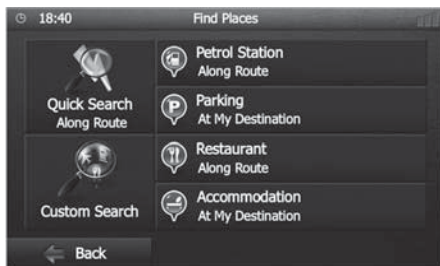 18:40 Find Places
Quick Search
Along Route
Custom Search
Petrol Station
Along Route
P Parking
At My Destination
Restaurant
Along Route
Accommodation
At My Destination
Back